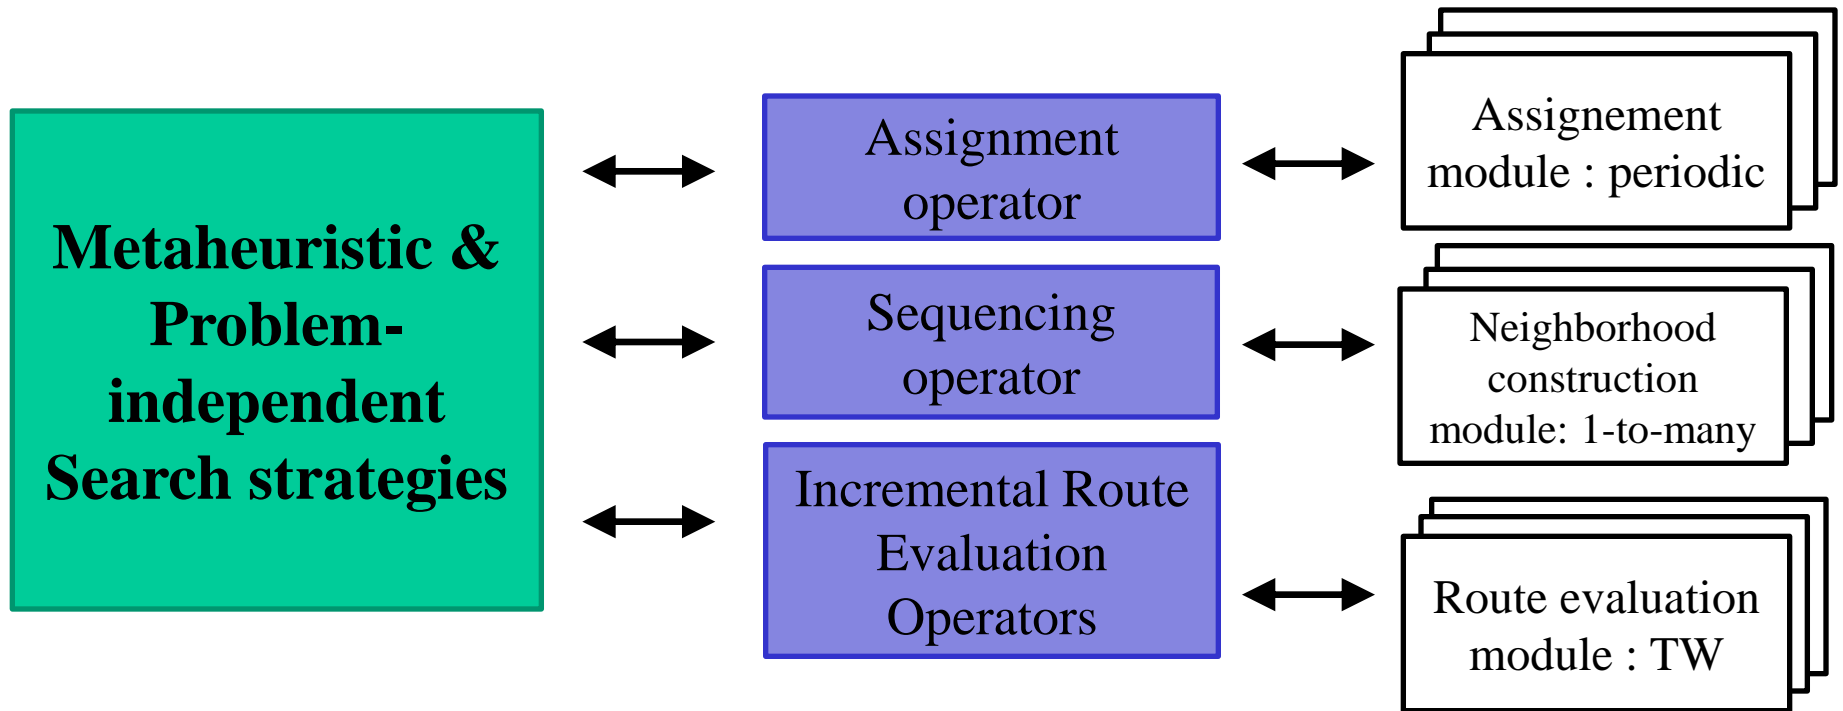 Metaheuristic &
Problem-
independent
Search strategies
Assignment
operator
Sequencing
operator
Incremental Route
Evaluation
Operators
Assignement
module : periodic
Neighborhood
construction
module: 1-to-many
Route evaluation
module : TW